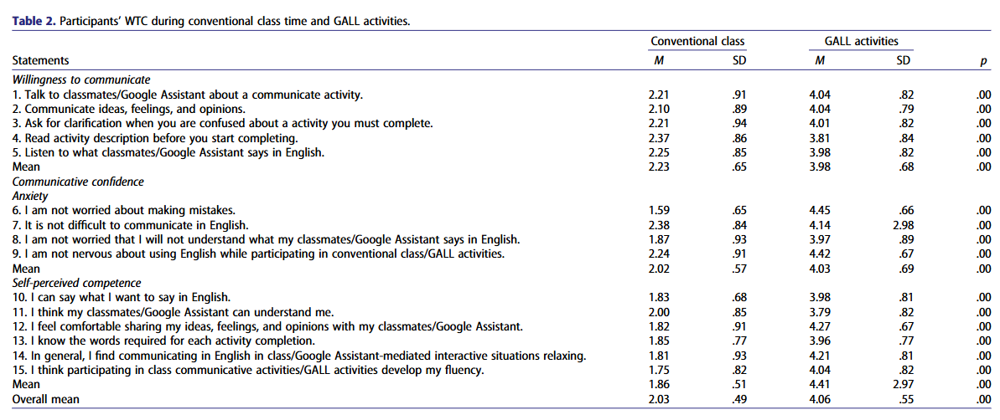 Table 2. Participants' WTC during conventional class time and GALL activities.
Conventional class GALL activities
Statements M SD M SD p
Willingness to communicate
1. Talk to classmates/Google Assistant about a communicate activity. 2.21 .91 4.04 .82 .00
2. Communicate ideas, feelings, and opinions. 2.10 .89 4.04 .79 .00
3. Ask for clarification when you are confused about a activity you must complete. 2.21 .94 4.01 .82 .00
4. Read activity description before you start completing. 2.37 .86 3.81 .84 .00
5. Listen to what classmates/Google Assistant says in English. 2.25 .85 3.98 .82 .00
Mean 2.23 .65 3.98 .68 .00
Communicative confidence
Anxiety
6. I am not worried about making mistakes. 1.59 .65 4.45 .66 .00
7. It is not difficult to communicate in English. 2.38 .84 4.14 2.98 .00
8. I am not worried that I will not understand what my classmates/Google Assistant says in English. 1.87 .93 3.97 .89 .00
9. I am not nervous about using English while participating in conventional class/GALL activities. 2.24 .91 4.42 .67 .00
Mean 2.02 .57 4.03 .69 .00
Self-perceived competence
10. I can say what I want to say in English. 1.83 .68 3.98 .81 .00
11. I think my classmates/Google Assistant can understand me. 2.00 .85 3.79 .82 .00
12. I feel comfortable sharing my ideas, feelings, and opinions with my classmates/Google Assistant. 1.82 .91 4.27 .67 .00
13. I know the words required for each activity completion. 1.85 .77 3.96 .77 .00
14. In general, I find communicating in English in class/Google Assistant-mediated interactive situations relaxing. 1.81 .93 4.21 .81 .00
15. I think participating in class communicative activities/GALL activities develop my fluency. 1.75 .82 4.04 .82 .00
Mean 1.86 .51 4.41 2.97 .00
Overall mean 2.03 .49 4.06 .55 .00